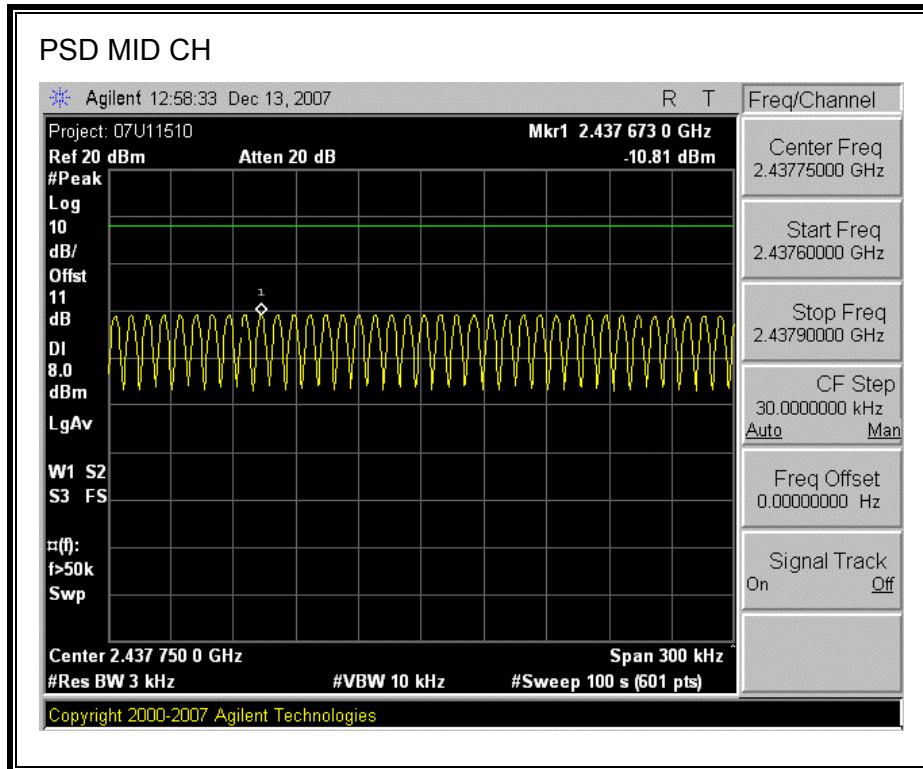 PSD MID CH
Agilent 12:58:33 Dec 13, 2007 R T
Freq/Channel
Project: 07U11510 Mkr1 2.437 673 0 GHz
Ref 20 dBm Atten 20 dB -10.81 dBm
#Peak
Log
10
dB/
Offst
11
dB
DI
8.0
dBm
LgAv
W1 S2
S3 FS
¤(f):
f>50k
Swp
1
Center 2.437 750 0 GHz Span 300 kHz
#Res BW 3 kHz #VBW 10 kHz #Sweep 100 s (601 pts)
Center Freq
2.43775000 GHz
Start Freq
2.43760000 GHz
Stop Freq
2.43790000 GHz
CF Step
30.0000000 kHz
Auto Man
Freq Offset
0.00000000 Hz
Signal Track
On Off
Copyright 2000-2007 Agilent Technologies